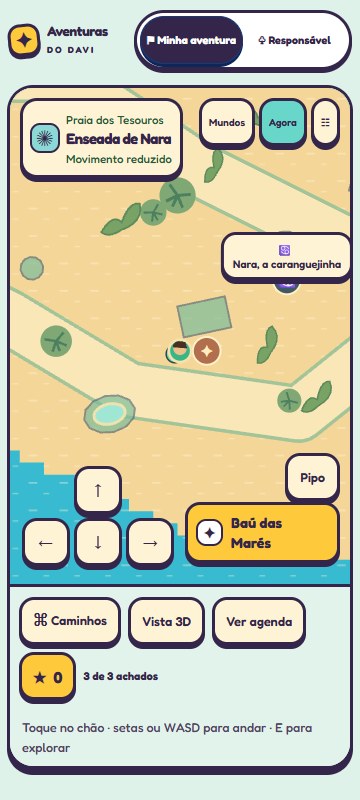 Aventuras
DO DAVI
Minha aventura
Responsável
Praia dos Tesouros
Enseada de Nara
Movimento reduzido
Mundos
Agora
Nara, a caranguejinha
Pipo
↑
← ↓ →
Baú das
Marés
⌘ Caminhos
Vista 3D
Ver agenda
★ 0
3 de 3 achados
Toque no chão · setas ou WASD para andar · E para
explorar